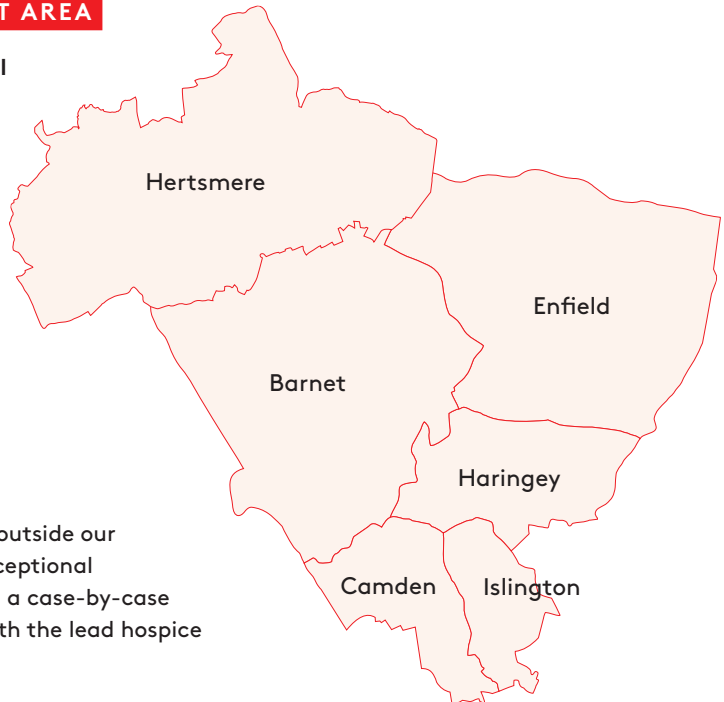 T AREA
l
Hertsmere
Enfield
Barnet
Haringey
outside our
ceptional
a case-by-case
Camden
Islington
th the lead hospice